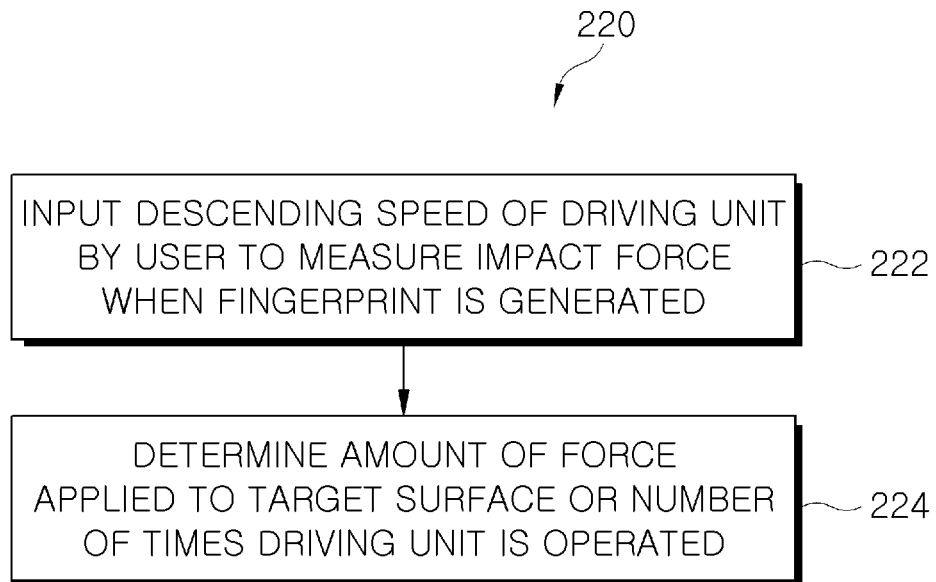 220
INPUT DESCENDING SPEED OF DRIVING UNIT
BY USER TO MEASURE IMPACT FORCE
WHEN FINGERPRINT IS GENERATED
222
DETERMINE AMOUNT OF FORCE
APPLIED TO TARGET SURFACE OR NUMBER
OF TIMES DRIVING UNIT IS OPERATED
224